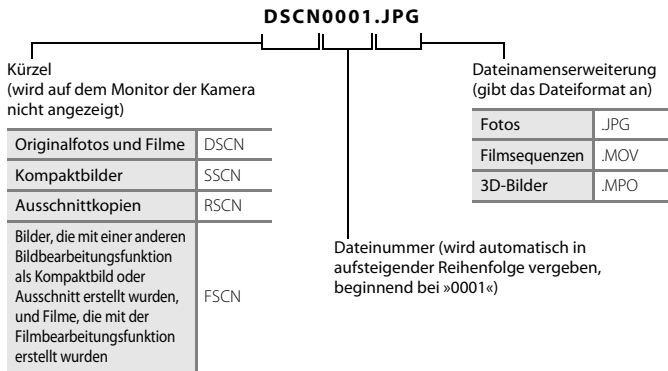 DSCN0001.JPG
Kürzel
(wird auf dem Monitor der Kamera
nicht angezeigt)
Originalfotos und Filme DSCN
Kompaktbilder SSCN
Ausschnittkopien RSCN
Bilder, die mit einer anderen
Bildbearbeitungsfunktion
als Kompaktbild oder
Ausschnitt erstellt wurden,
und Filme, die mit der
Filmbearbeitungsfunktion
erstellt wurden
FSCN
Dateinummer (wird automatisch in
aufsteigender Reihenfolge vergeben,
beginnend bei »0001«)
Dateinamenserweiterung
(gibt das Dateiformat an)
Fotos .JPG
Filmsequenzen .MOV
3D-Bilder .MPO